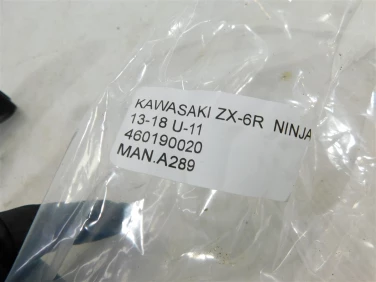 KAWASAKI ZX-6R NINJA
13-18 U-11
460190020
MAN.A289